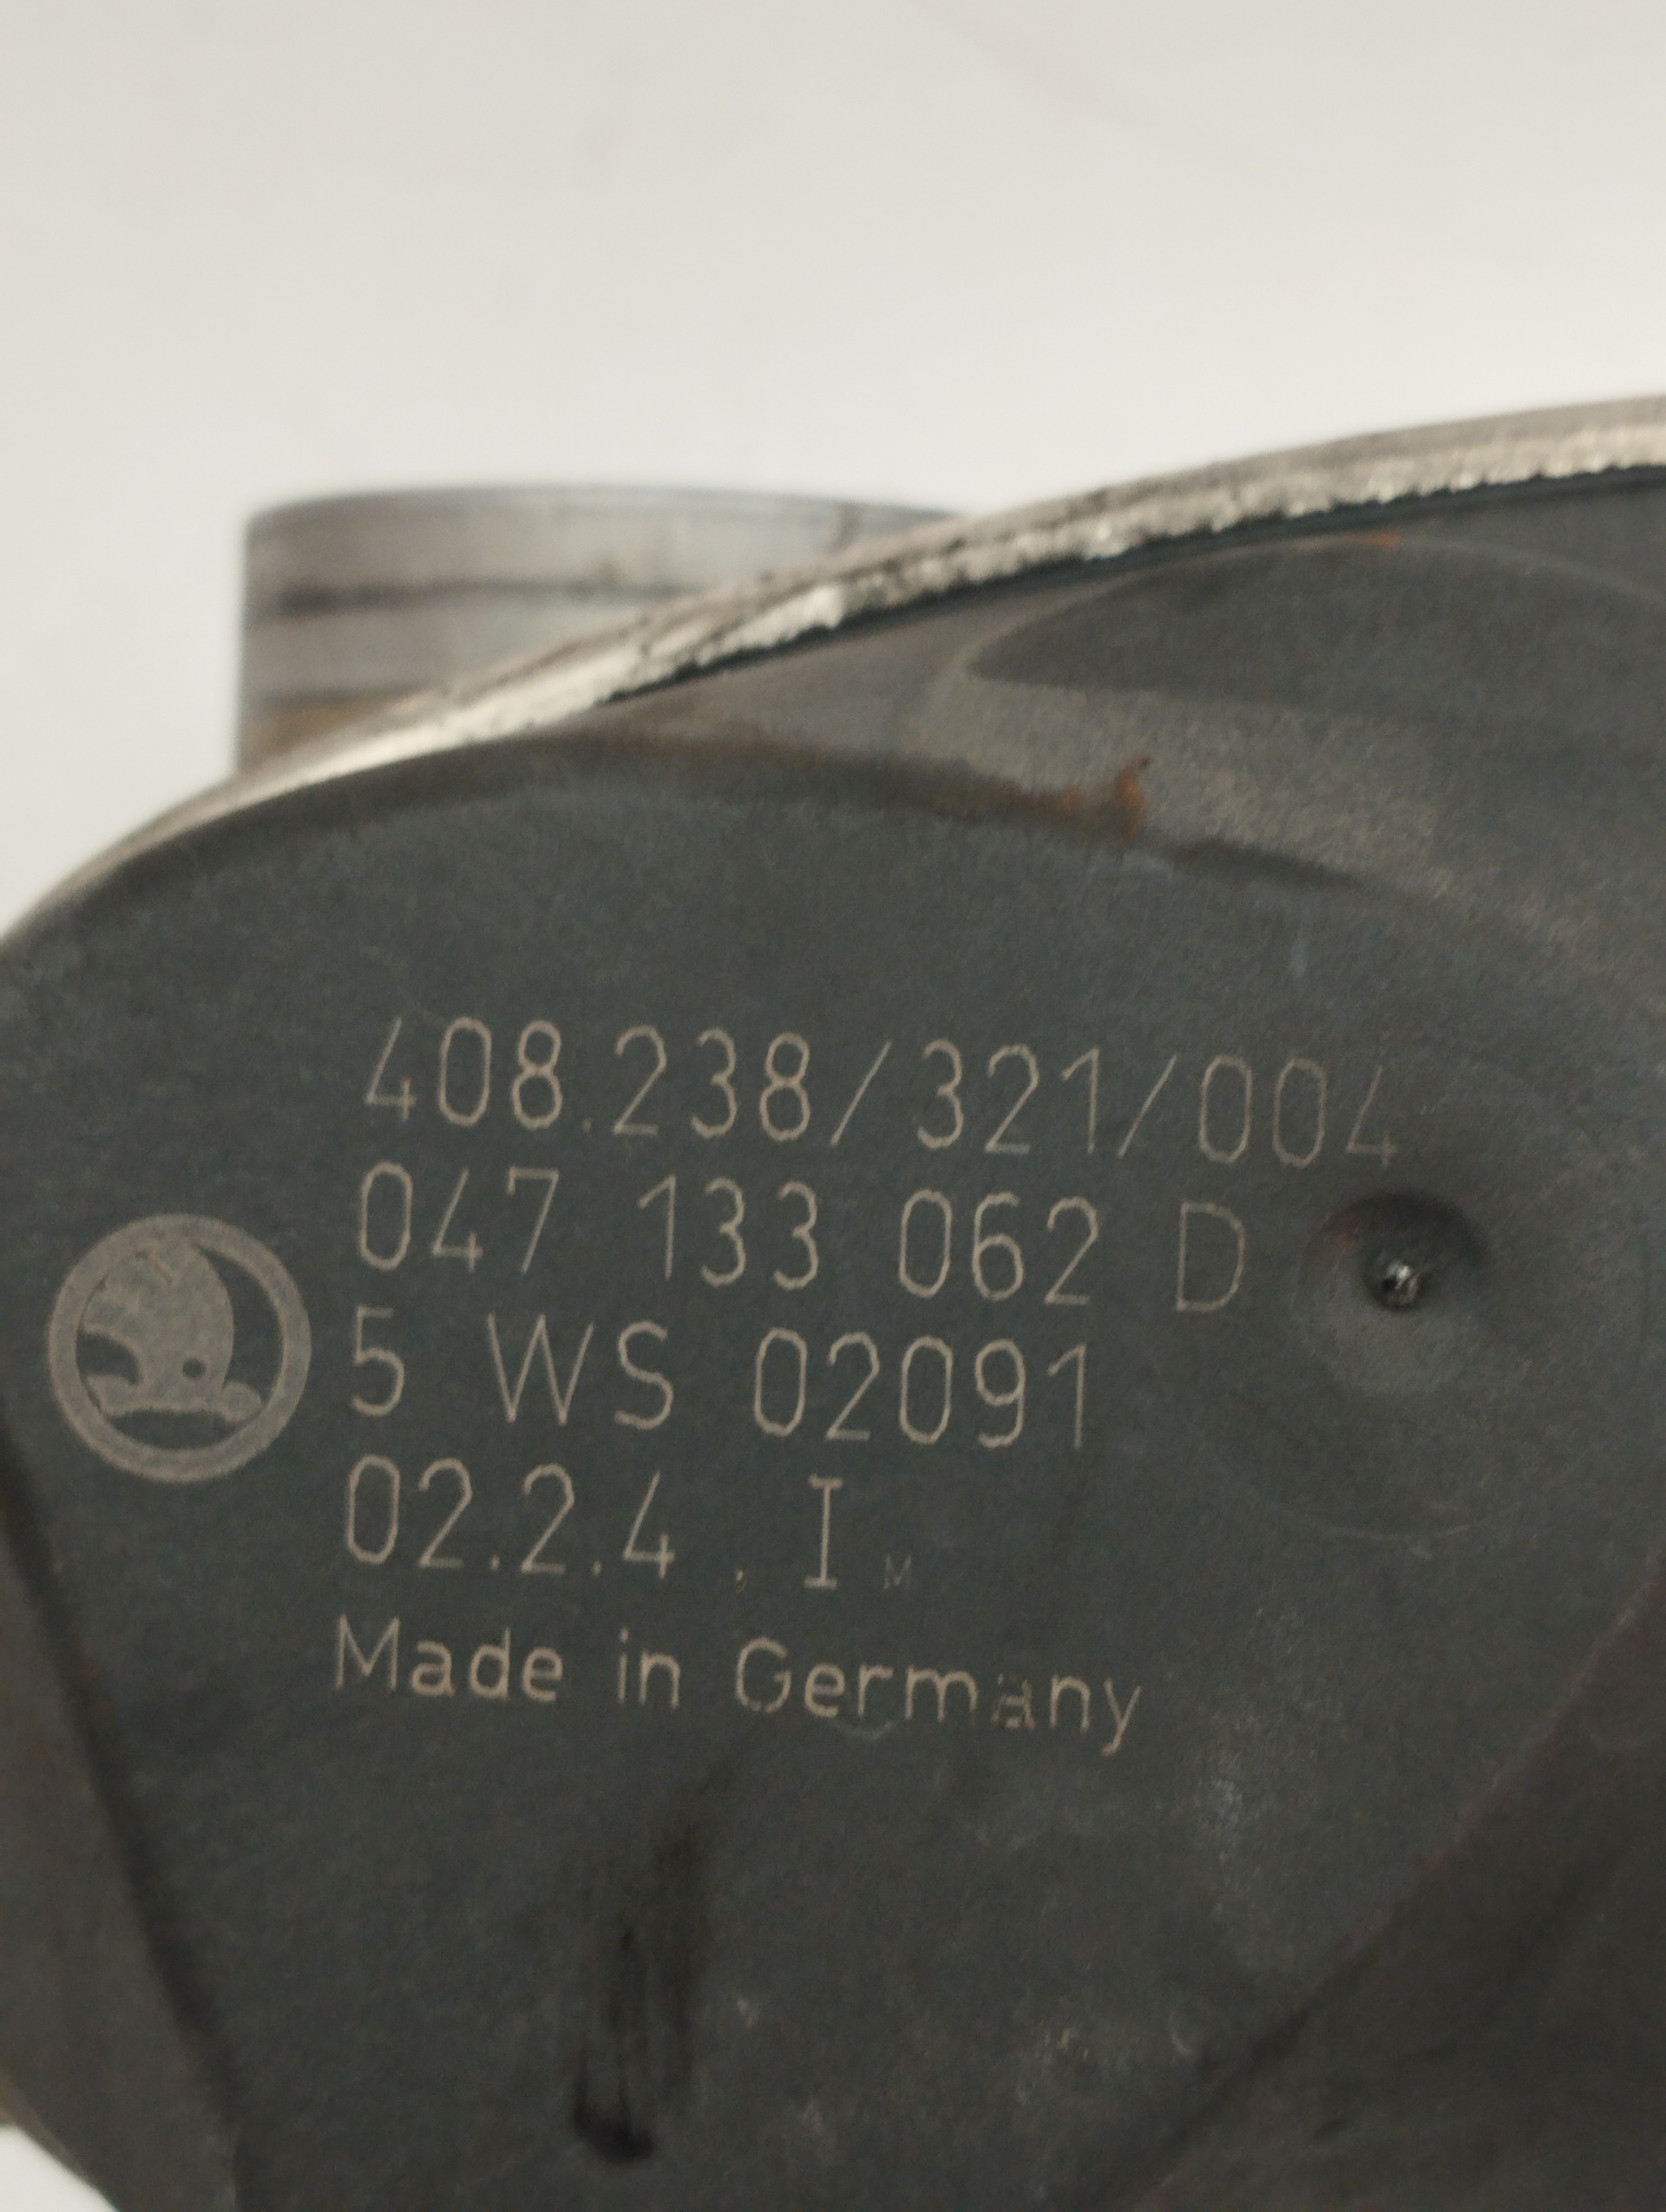 408.238/321/004
047 133 062 D
5 WS 02091
02.2.4 . I M
Made in Germany